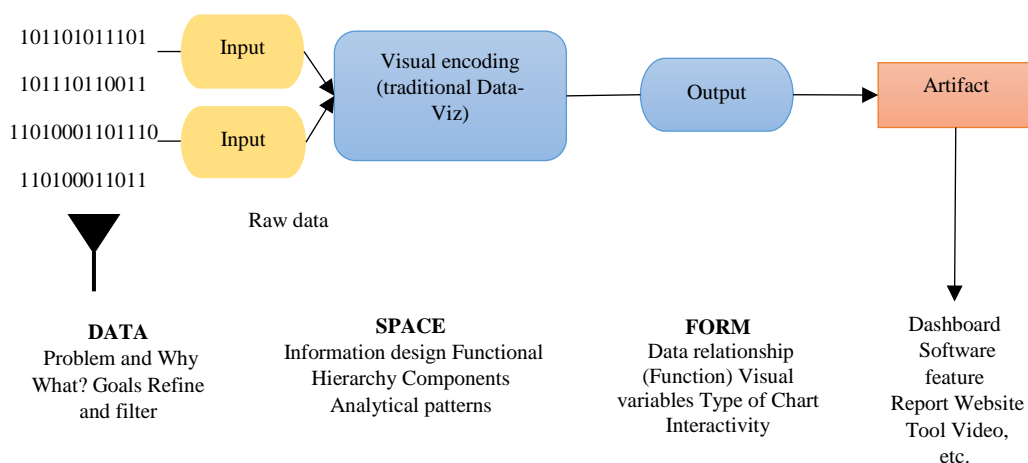 101101011101
101110110011
11010001101110
110100011011
Input
Input
Raw data
Visual encoding
(traditional Data-
Viz)
Output
Artifact
DATA
Problem and Why
What? Goals Refine
and filter
SPACE
Information design Functional
Hierarchy Components
Analytical patterns
FORM
Data relationship
(Function) Visual
variables Type of Chart
Interactivity
Dashboard
Software
feature
Report Website
Tool Video,
etc.